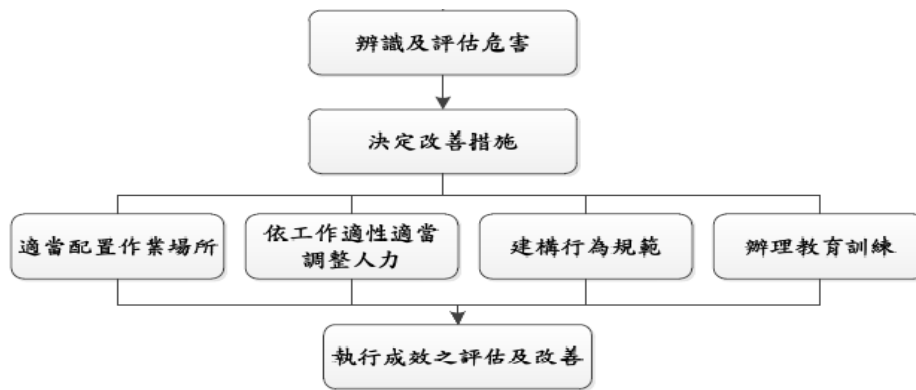 辨識及評估危害
決定改善措施
適當配置作業場所
依工作適性適當
調整人力
建構行為規範
辦理教育訓練
執行成效之評估及改善